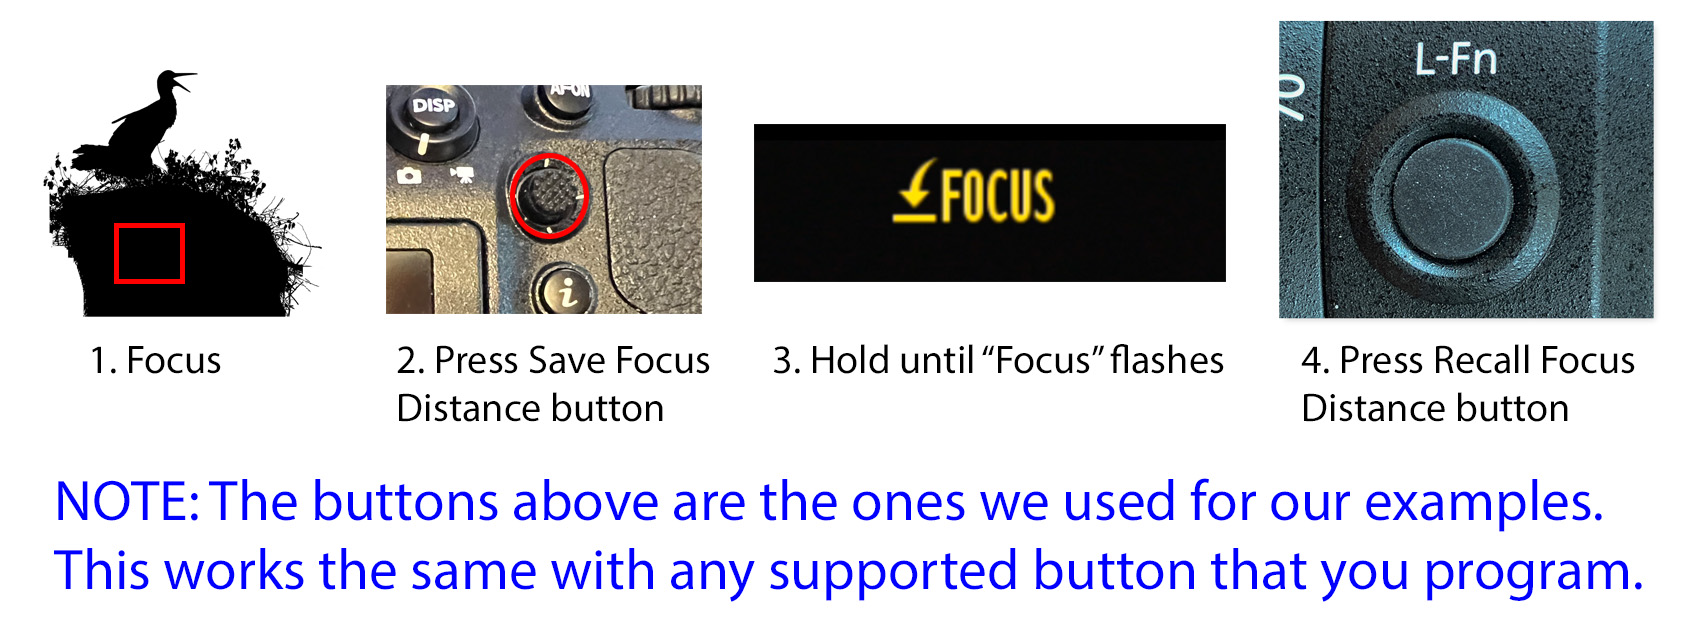 L-Fn
DISP
AF-ON
i
70
FOCUS
1. Focus
2. Press Save Focus
Distance button
3. Hold until “Focus” flashes
4. Press Recall Focus
Distance button
NOTE: The buttons above are the ones we used for our examples.
This works the same with any supported button that you program.